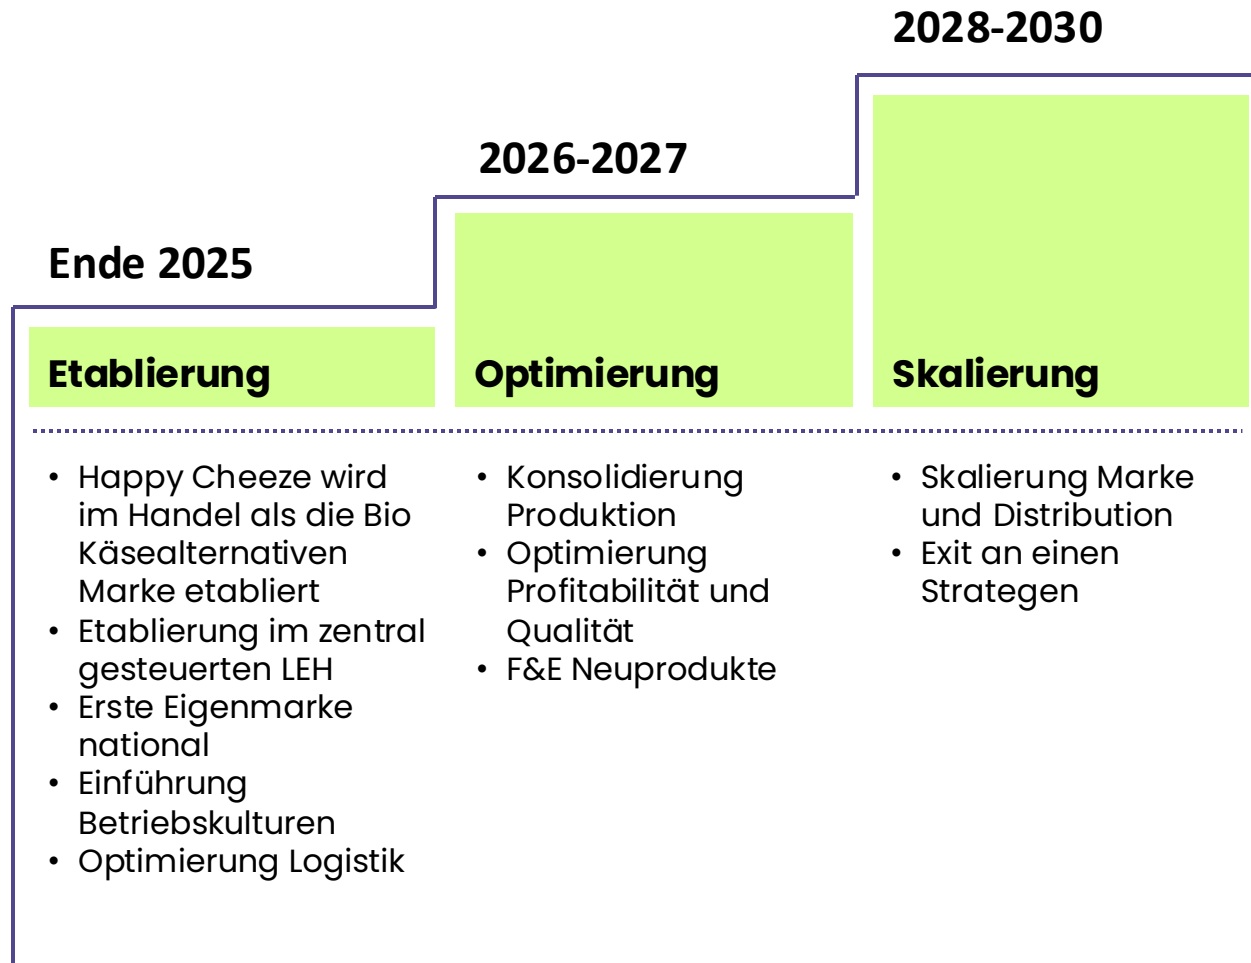 Ende 2025
Etablierung
• Happy Cheeze wird
im Handel als die Bio
Käsealternativen
Marke etabliert
• Etablierung im zentral
gesteuerten LEH
• Erste Eigenmarke
national
• Einführung
Betriebskulturen
• Optimierung Logistik
2026-2027
Optimierung
• Konsolidierung
Produktion
• Optimierung
Profitabilität und
Qualität
• F&E Neuprodukte
2028-2030
Skalierung
• Skalierung Marke
und Distribution
• Exit an einen
Strategen